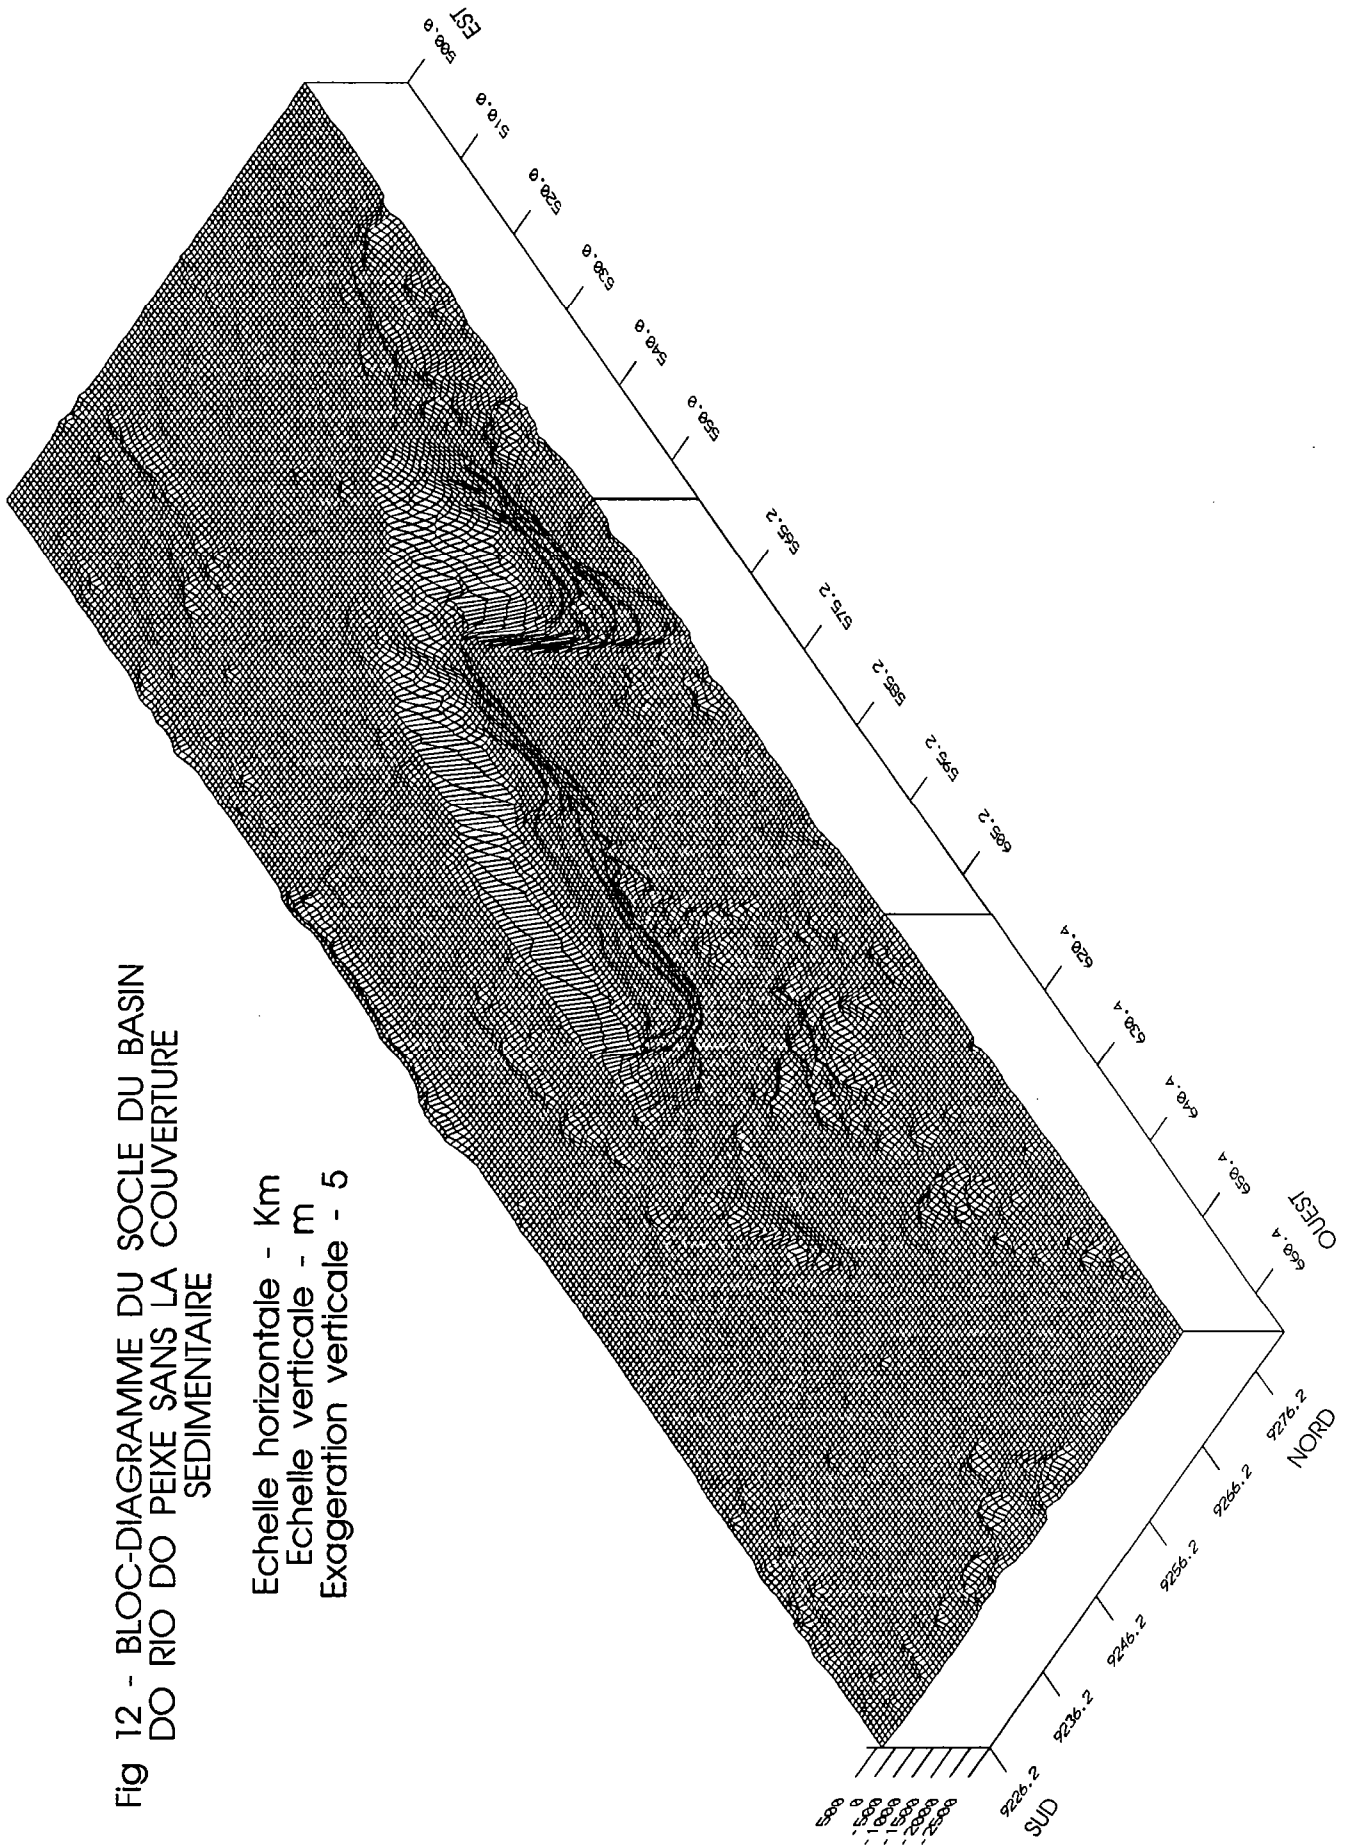 Fig 12 - BLOC-DIAGRAMME DU SOCLE DU BASIN
DO RIO DO PEIXE SANS LA COUVERTURE
SEDIMENTAIRE
Echelle horizontale - Km
Echelle verticale - m
Exageration verticale - 5
EST
500.0
510.0
520.0
530.0
540.0
550.0
565.2
575.2
585.2
595.2
605.2
620.4
630.4
640.4
650.4
660.4
OUEST
NORD
9276.2
9266.2
9256.2
9246.2
9236.2
9226.2
SUD
500
0
-500
-1000
-1500
-2000
-2500